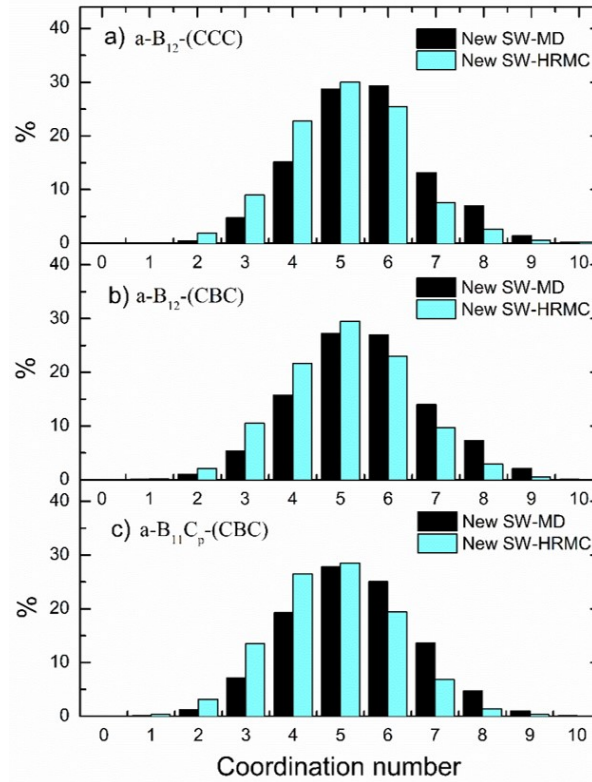 a) a-B₁₂-(CCC)
New SW-MD
New SW-HRMC
%
40
30
20
10
0
0 1 2 3 4 5 6 7 8 9 10
b) a-B₁₂-(CBC)
New SW-MD
New SW-HRMC
%
40
30
20
10
0
0 1 2 3 4 5 6 7 8 9 10
c) a-B₁₁Cₚ-(CBC)
New SW-MD
New SW-HRMC
%
40
30
20
10
0
0 1 2 3 4 5 6 7 8 9 10
Coordination number